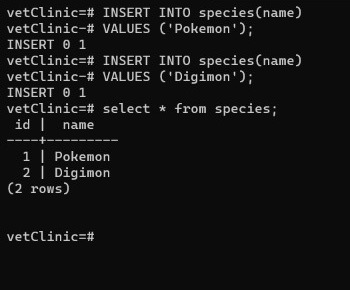 vetClinic=# INSERT INTO species(name)
vetClinic-# VALUES ('Pokemon');
INSERT 0 1
vetClinic=# INSERT INTO species(name)
vetClinic-# VALUES ('Digimon');
INSERT 0 1
vetClinic=# select * from species;
 id |  name
----+---------
  1 | Pokemon
  2 | Digimon
(2 rows)
vetClinic=#